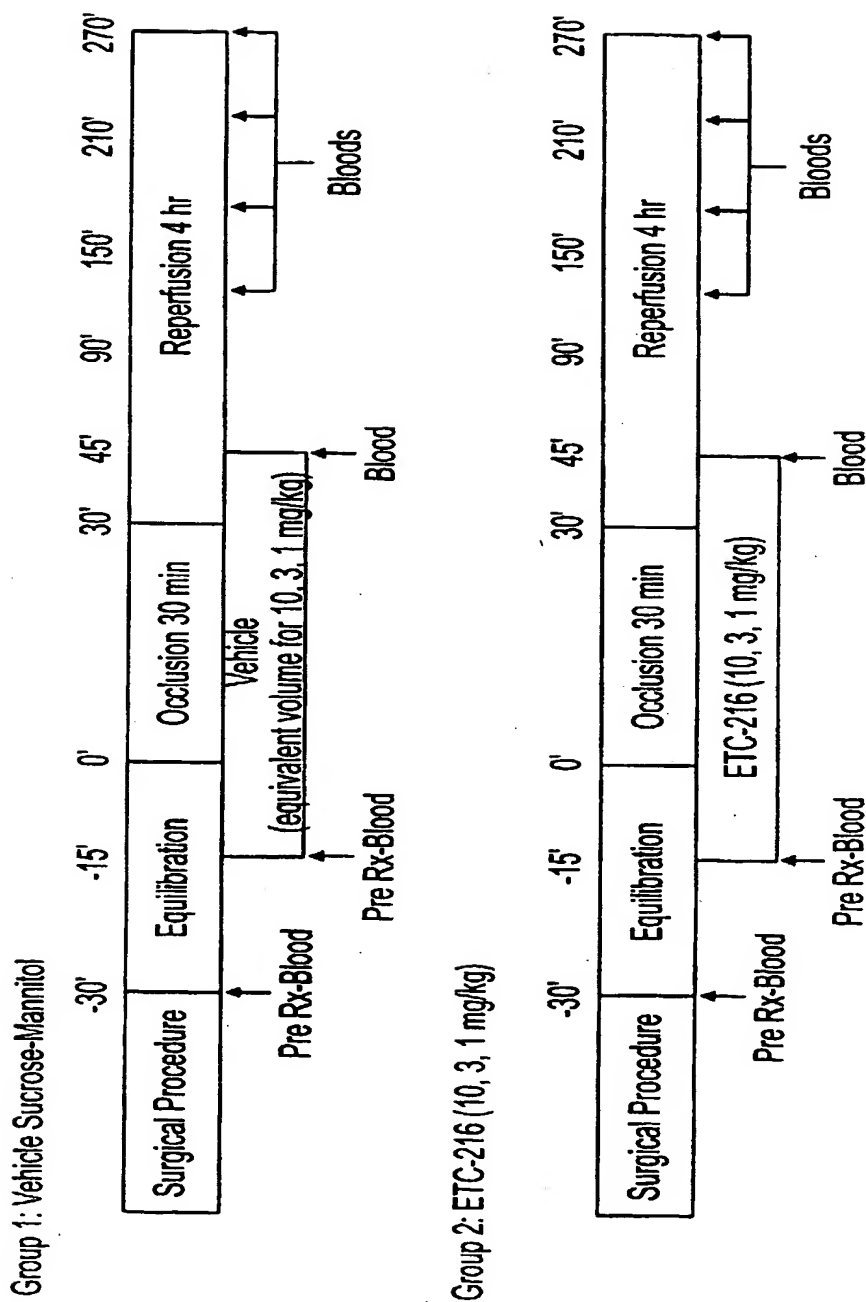 Group 1: Vehicle Sucrose-Mannitol
-30' -15' 0' 30' 45' 90' 150' 210' 270'
Surgical Procedure Equilibration Occlusion 30 min Reperfusion 4 hr
Vehicle
(equivalent volume for 10, 3, 1 mg/kg)
Pre Rx-Blood
Pre Rx-Blood
Blood
Bloods
Group 2: ETC-216 (10, 3, 1 mg/kg)
-30' -15' 0' 30' 45' 90' 150' 210' 270'
Surgical Procedure Equilibration Occlusion 30 min Reperfusion 4 hr
ETC-216 (10, 3, 1 mg/kg)
Pre Rx-Blood
Pre Rx-Blood
Blood
Bloods